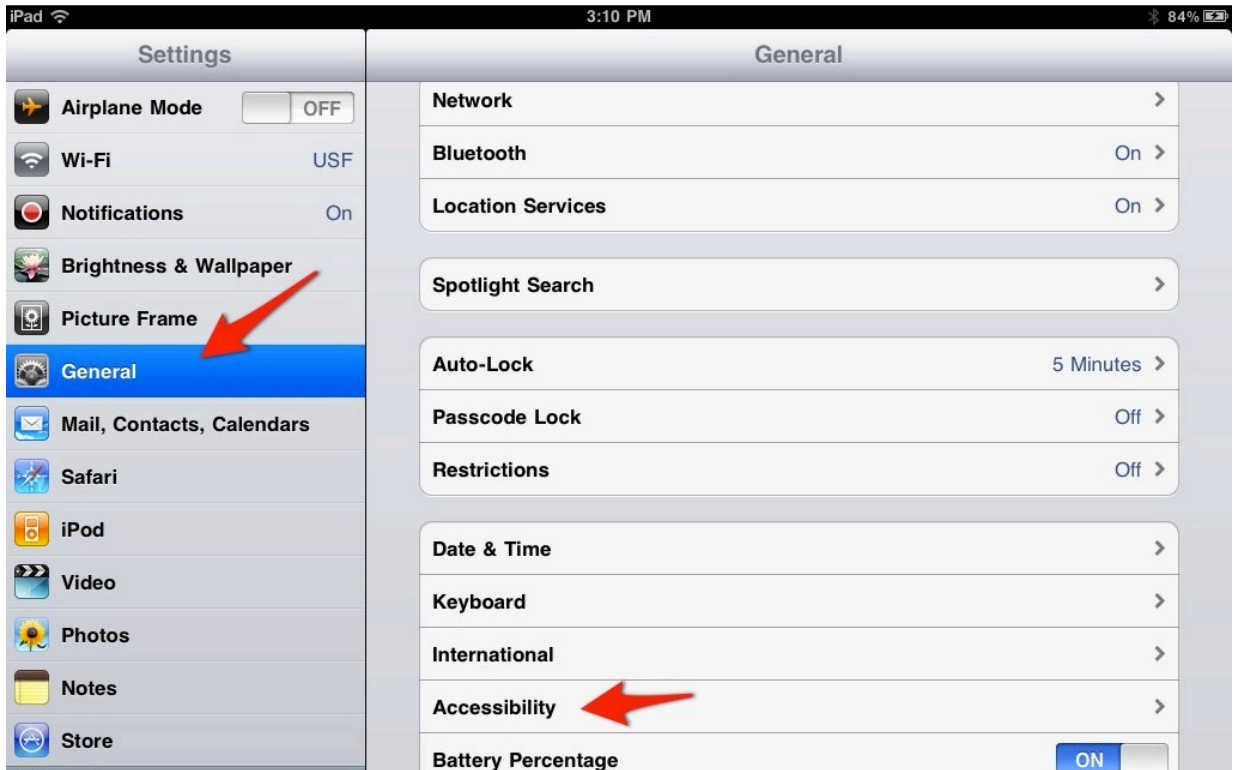 iPad 3:10 PM 84%
Settings
Airplane Mode OFF
Wi-Fi USF
Notifications On
Brightness & Wallpaper
Picture Frame
General
Mail, Contacts, Calendars
Safari
iPod
Video
Photos
Notes
Store
General
Network
Bluetooth On
Location Services On
Spotlight Search
Auto-Lock 5 Minutes
Passcode Lock Off
Restrictions Off
Date & Time
Keyboard
International
Accessibility
Battery Percentage ON